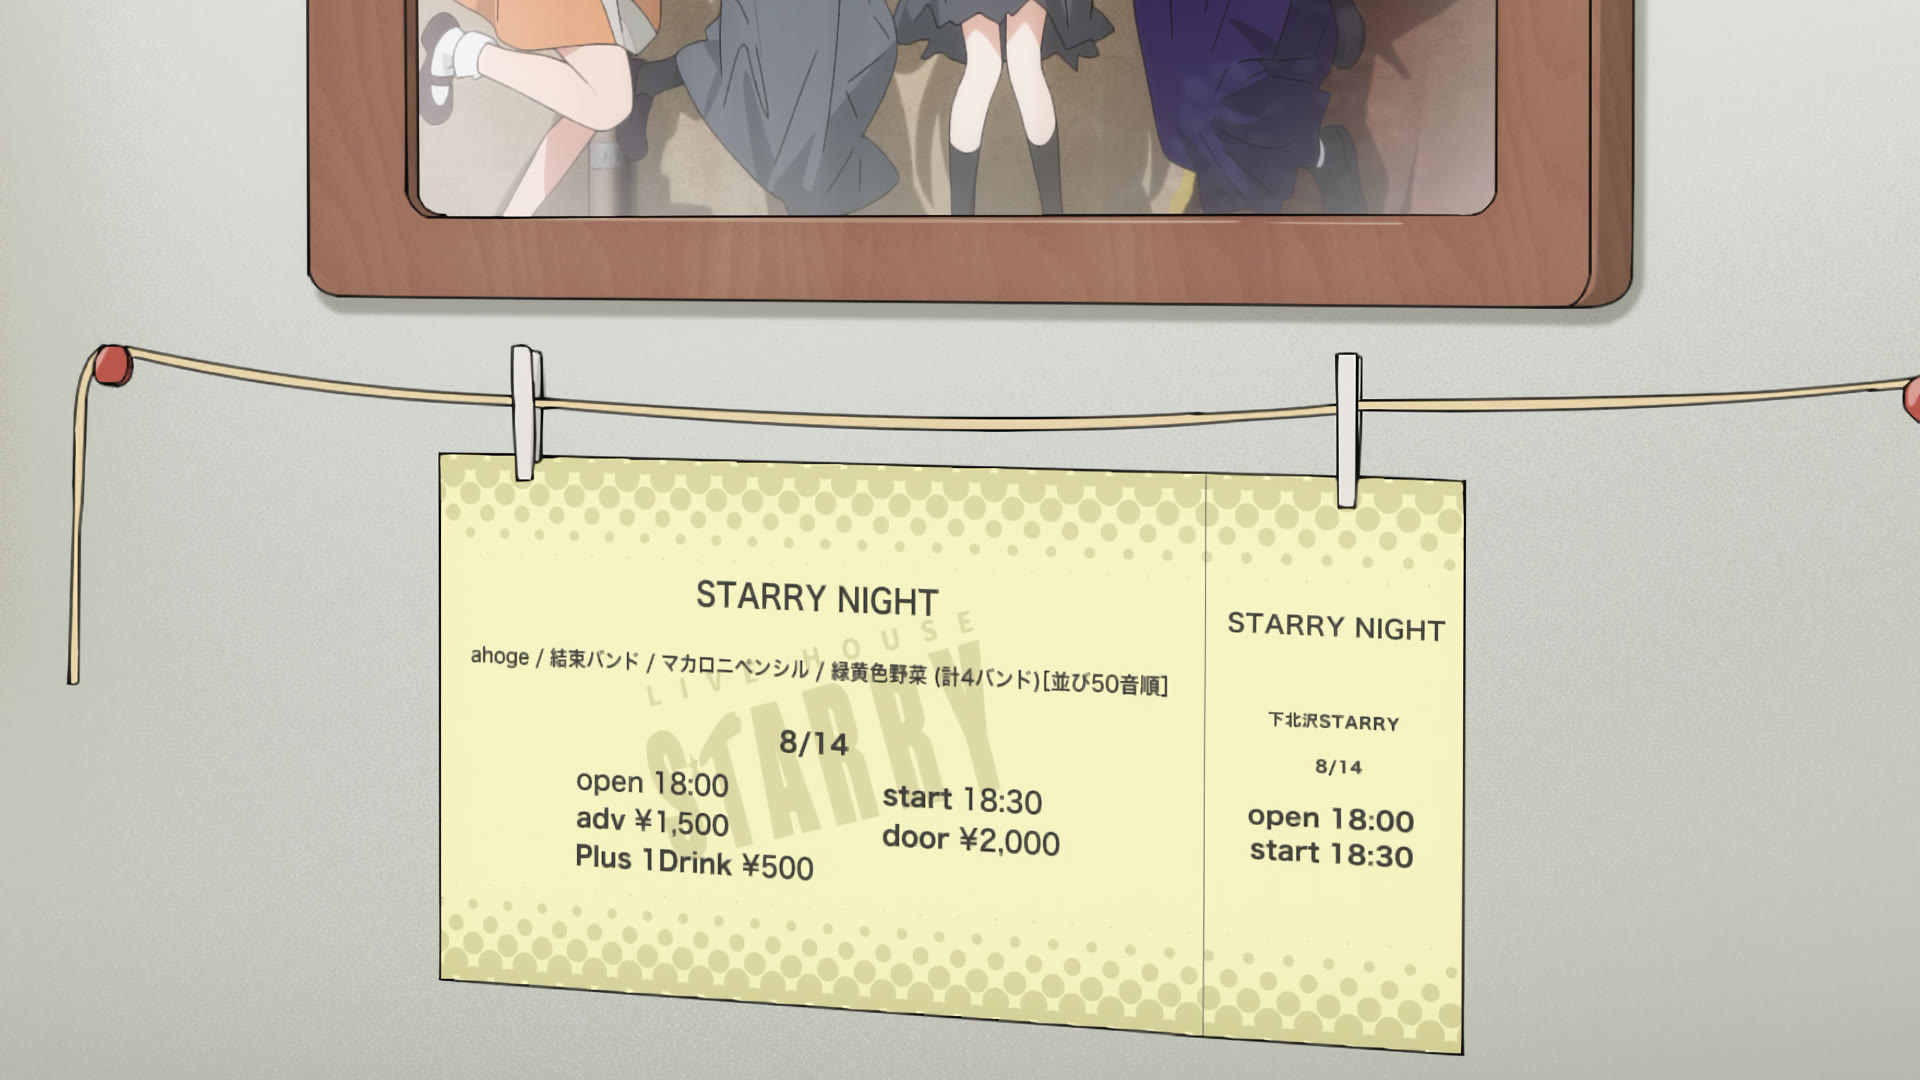 STARRY NIGHT
ahoge / 結束バンド / マカロニペンシル / 緑黄色野菜 (計4バンド)[並び50音順]
LIVE HOUSE
STARRY
8/14
open 18:00
start 18:30
adv ¥1,500
door ¥2,000
Plus 1Drink ¥500
STARRY NIGHT
下北沢STARRY
8/14
open 18:00
start 18:30